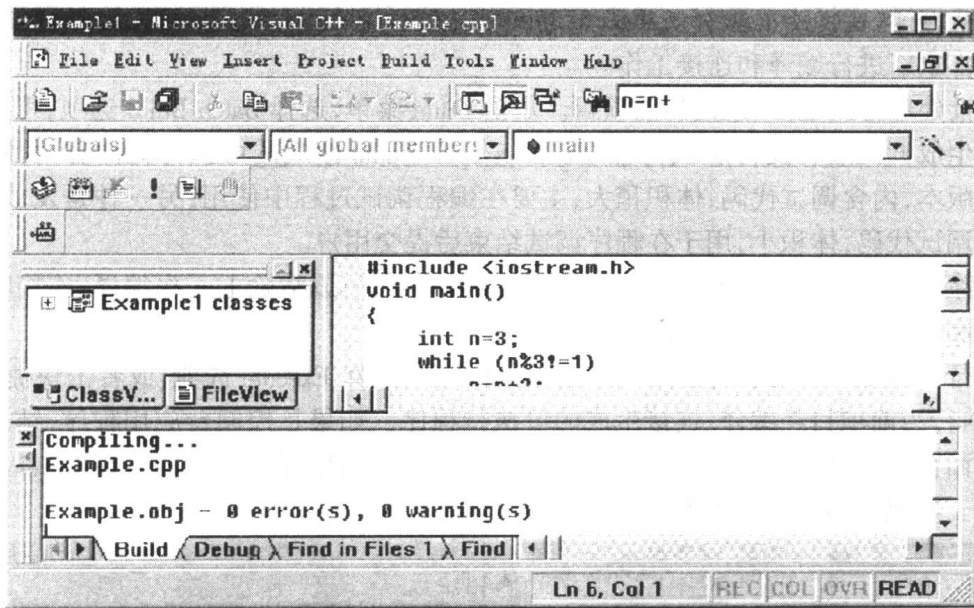 Example1 - Microsoft Visual C++ - [Example.cpp]
File Edit View Insert Project Build Tools Window Help
n=n+
(Globals) (All global members main
Example1 classes
ClassV... FileView
#include <iostream.h>
void main()
{
int n=3;
while (n%3!=1)
n=n+2;
Compiling...
Example.cpp
Example.obj - 0 error(s), 0 warning(s)
Build Debug Find in Files 1 Find
Ln 6, Col 1 REC COL OVR READ